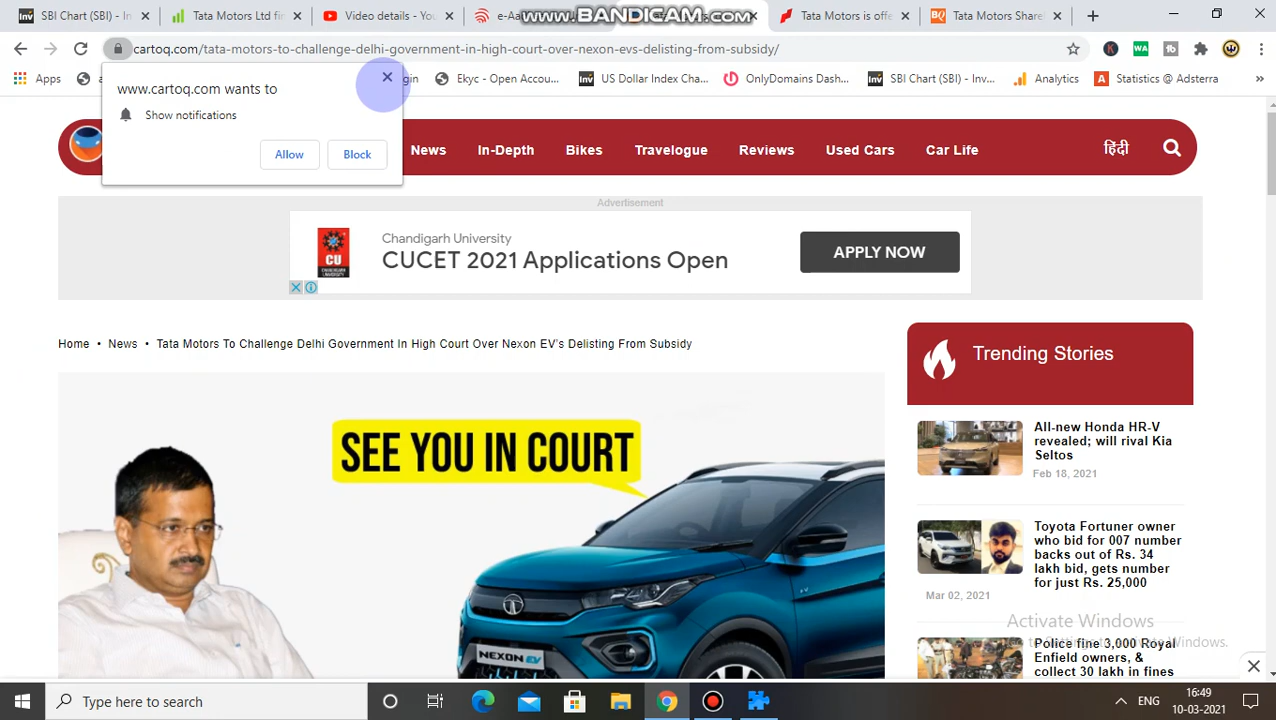 SBI Chart (SBI) - Inv
Tata Motors Ltd fin
Video details - You
e-Aa
www.BANDICAM.com
Tata Motors is offe
Tata Motors Share
cartoq.com/tata-motors-to-challenge-delhi-government-in-high-court-over-nexon-evs-delisting-from-subsidy/
Apps
Ekyc - Open Accou...
US Dollar Index Cha...
OnlyDomains Dash...
SBI Chart (SBI) - Inv...
Analytics
Statistics @ Adsterra
www.cartoq.com wants to
Show notifications
Allow
Block
News
In-Depth
Bikes
Travelogue
Reviews
Used Cars
Car Life
हिंदी
Advertisement
CU
Chandigarh University
CUCET 2021 Applications Open
APPLY NOW
Home • News • Tata Motors To Challenge Delhi Government In High Court Over Nexon EV's Delisting From Subsidy
SEE YOU IN COURT
NEXON EV
Trending Stories
All-new Honda HR-V
revealed; will rival Kia
Seltos
Feb 18, 2021
Toyota Fortuner owner
who bid for 007 number
backs out of Rs. 34
lakh bid, gets number
for just Rs. 25,000
Mar 02, 2021
Activate Windows
Police fine 3,000 Royal
Enfield owners, &
collect 30 lakh in fines
Type here to search
ENG
16:49
10-03-2021